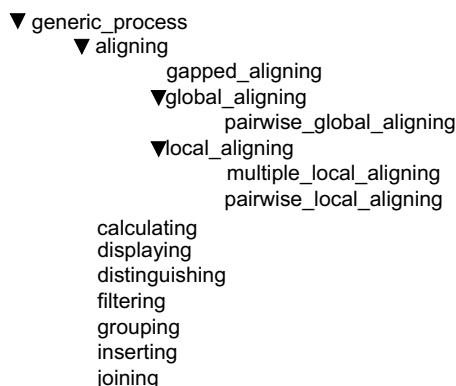 ▼ generic_process
▼ aligning
gapped_aligning
▼global_aligning
pairwise_global_aligning
▼local_aligning
multiple_local_aligning
pairwise_local_aligning
calculating
displaying
distinguishing
filtering
grouping
inserting
joining